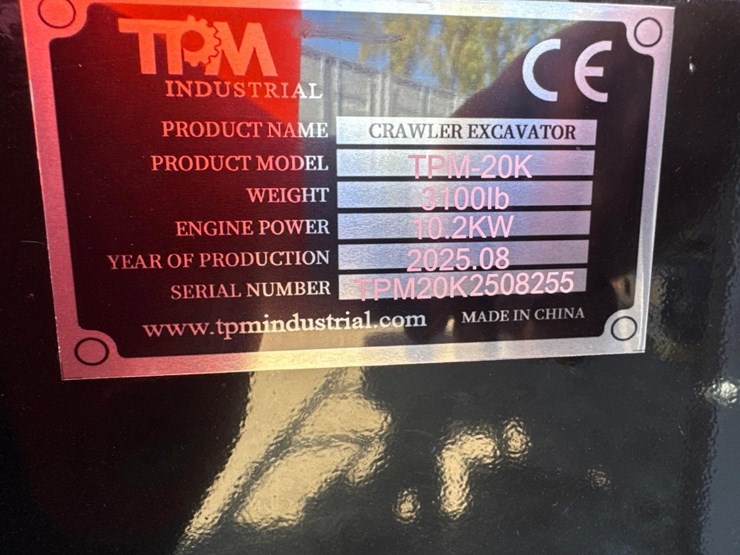 TPM
INDUSTRIAL
CE
PRODUCT NAME CRAWLER EXCAVATOR
PRODUCT MODEL TPM-20K
WEIGHT 3100lb
ENGINE POWER 10.2KW
YEAR OF PRODUCTION 2025.08
SERIAL NUMBER TPM20K2508255
www.tpmindustrial.com MADE IN CHINA